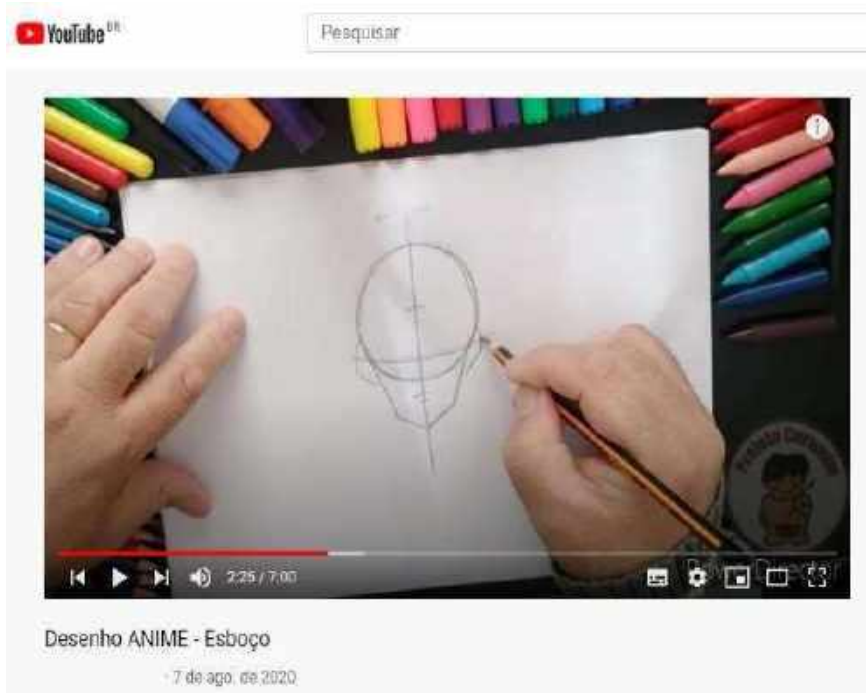 YouTube BR
Pesquisar
2:25 / 7:00
Desenho ANIME - Esboço
· 7 de ago. de 2020